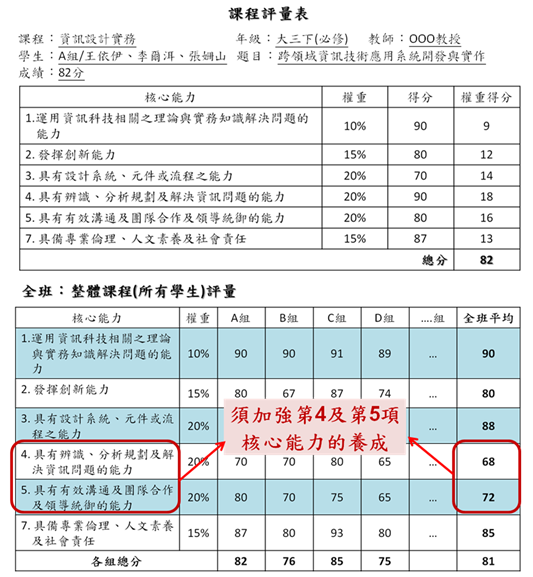 課程評量表
課程：資訊設計實務 年級：大三下(必修) 教師：OOO教授
學生：A組/王依伊、李爾洱、張姍山 題目：跨領域資訊技術應用系統開發與實作
成績：82分
核心能力 權重 得分 權重得分
1.運用資訊科技相關之理論與實務知識解決問題的
能力 10% 90 9
2.發揮創新能力 15% 80 12
3.具有設計系統、元件或流程之能力 20% 70 14
4.具有辨識、分析規劃及解決資訊問題的能力 20% 90 18
5.具有有效溝通及團隊合作及領導統御的能力 20% 80 16
7.具備專業倫理、人文素養及社會責任 15% 87 13
總分 82
全班：整體課程(所有學生)評量
核心能力 權重 A組 B組 C組 D組 ….組 全班平均
1.運用資訊科技相關之理論
與實務知識解決問題的能
力 10% 90 90 91 89 … 90
2.發揮創新能力 15% 80 67 87 74 … 80
3.具有設計系統、元件或流
程之能力 20% … 88
須加強第4及第5項
核心能力的養成
4.具有辨識、分析規劃及解
決資訊問題的能力 20% 70 70 80 65 … 68
5.具有有效溝通及團隊合作
及領導統御的能力 20% 80 70 75 65 … 72
7.具備專業倫理、人文素養
及社會責任 15% 87 80 93 80 … 85
各組總分 82 76 85 75 81